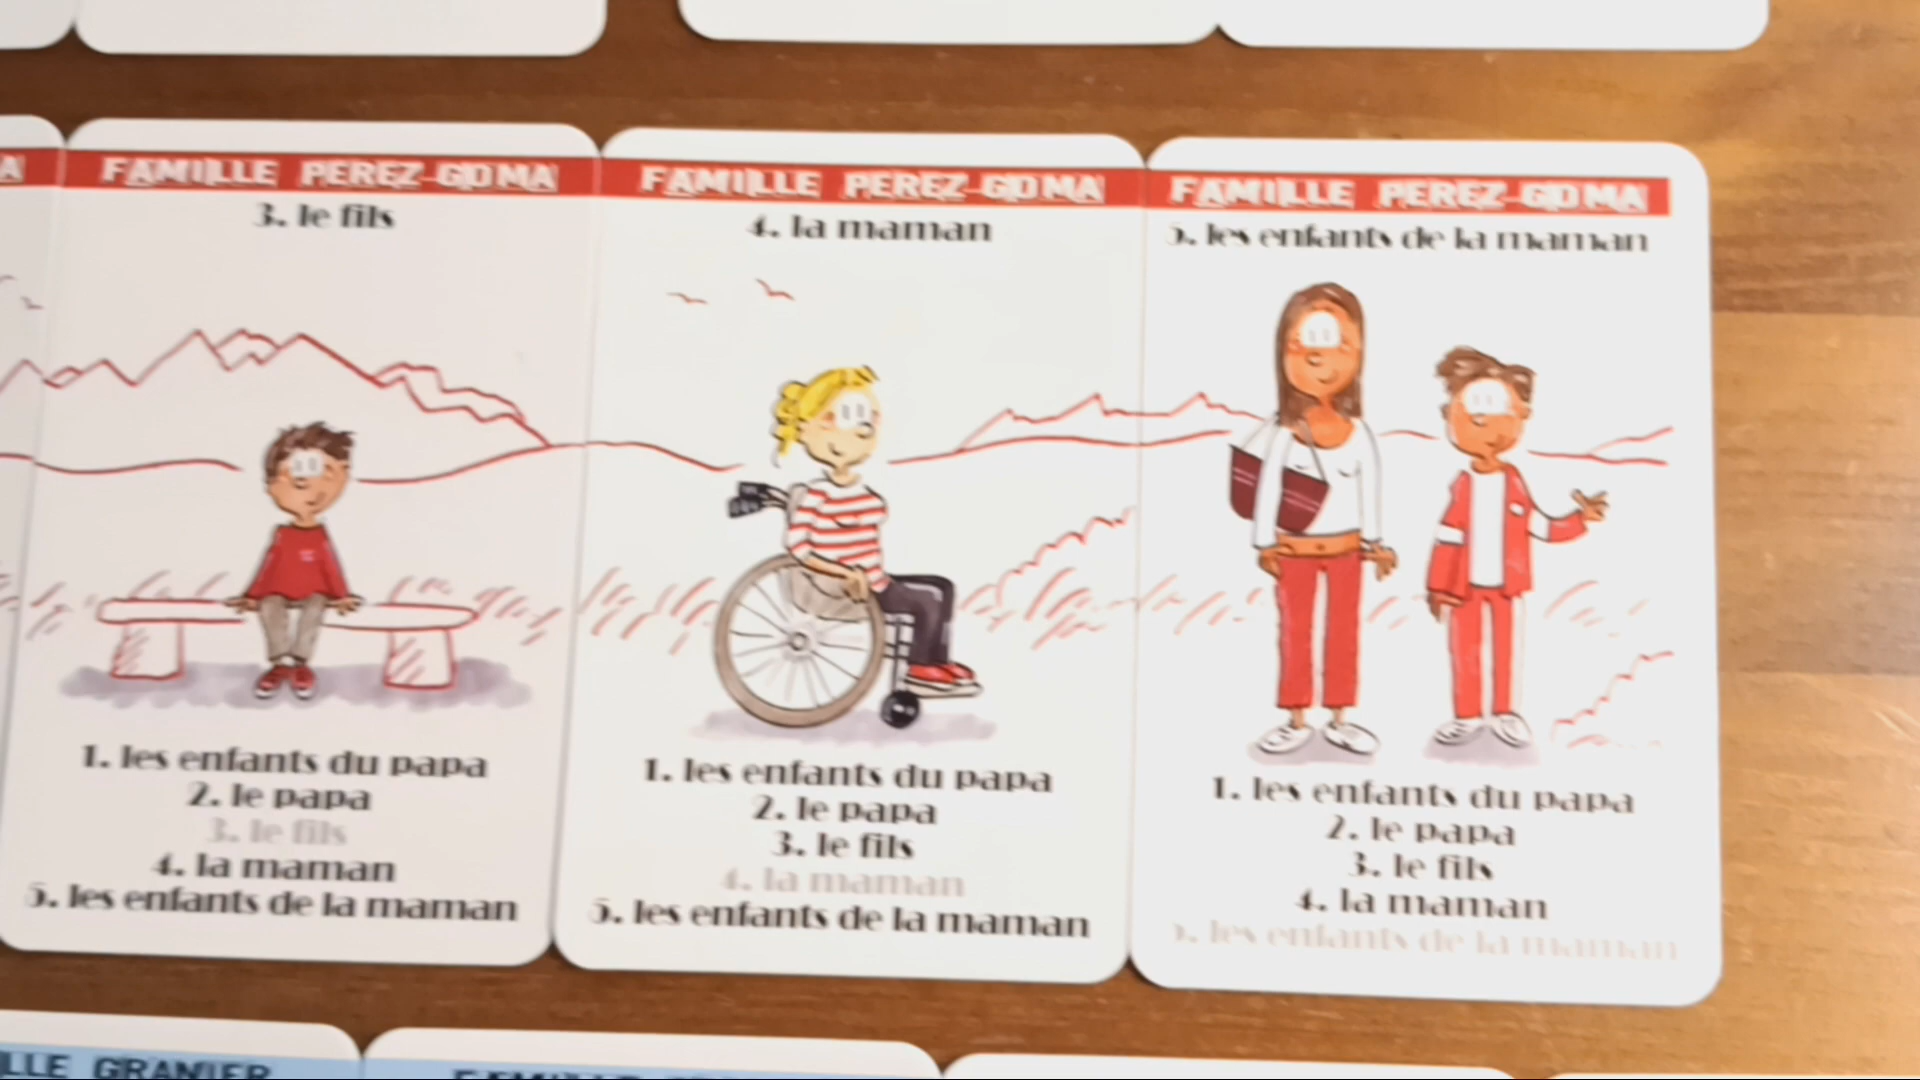 FAMILLE PEREZ-GOMA
3. le fils
1. les enfants du papa
2. le papa
3. le fils
4. la maman
5. les enfants de la maman
FAMILLE PEREZ-GOMA
4. la maman
1. les enfants du papa
2. le papa
3. le fils
4. la maman
5. les enfants de la maman
FAMILLE PEREZ-GOMA
5. les enfants de la maman
1. les enfants du papa
2. le papa
3. le fils
4. la maman
5. les enfants de la maman
LLE GRANIER